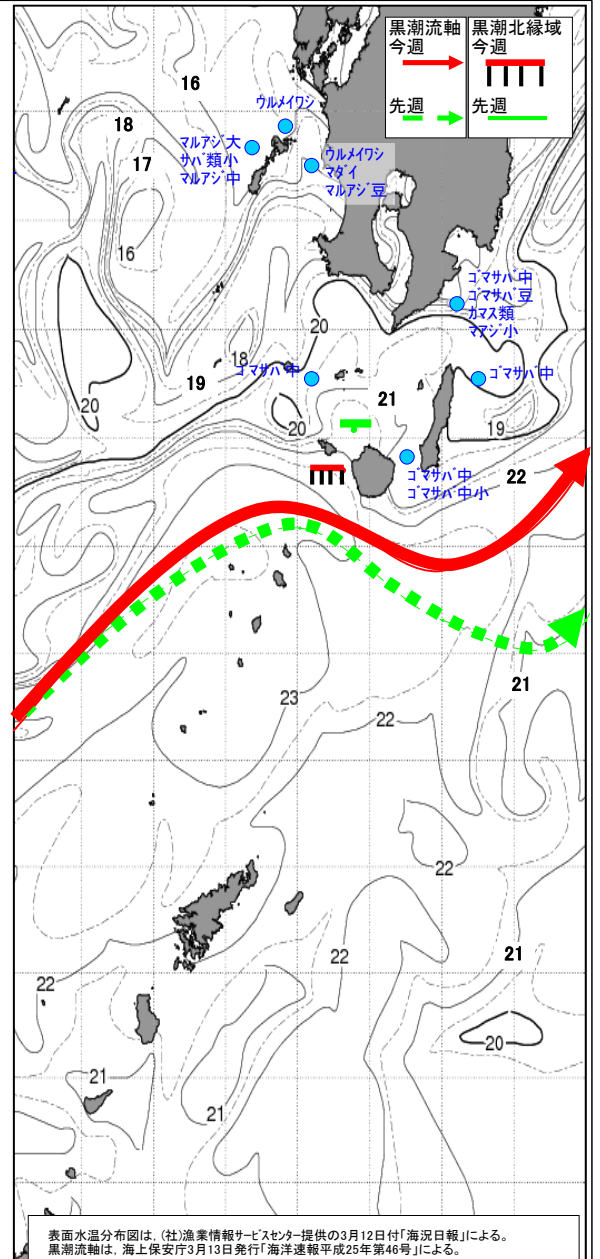 黒潮流軸
今週
先週
黒潮北縁域
今週
先週
16
ウルメイワシ
18
マルアジ大
サバ類小
マルアジ中
17
ウルメイワシ
マダイ
マルアジ豆
16
ゴマサバ中
ゴマサバ豆
カマス類
マアジ小
20
18
ゴマサバ中
ゴマサバ中
19
21
20
20
19
22
ゴマサバ中
ゴマサバ中小
21
23
22
22
21
22
22
20
21
21
表面水温分布図は，(社)漁業情報サービスセンター提供の3月12日付「海況日報」による。
黒潮流軸は，海上保安庁3月13日発行「海洋速報平成25年第46号」による。